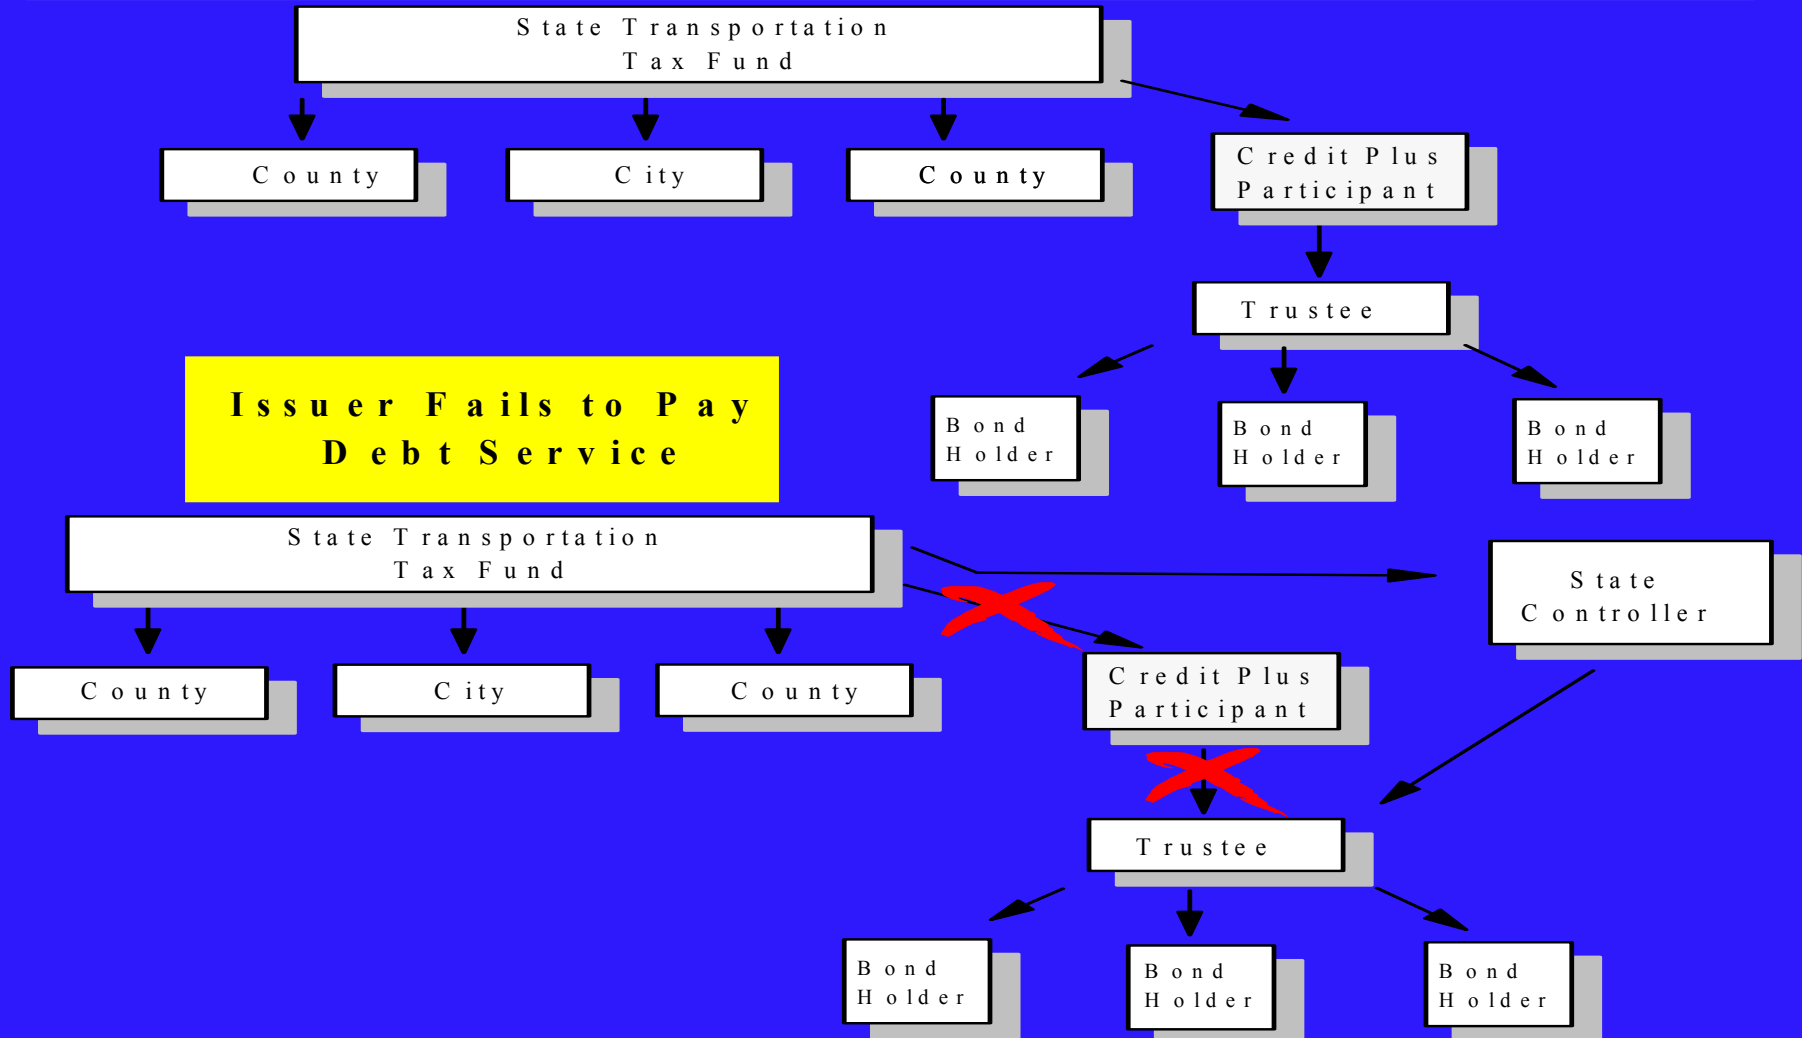 State Transportation
Tax Fund
County
City
County
Credit Plus
Participant
Trustee
Issuer Fails to Pay
Debt Service
Bond
Holder
Bond
Holder
Bond
Holder
State Transportation
Tax Fund
State
Controller
County
City
County
Credit Plus
Participant
Trustee
Bond
Holder
Bond
Holder
Bond
Holder